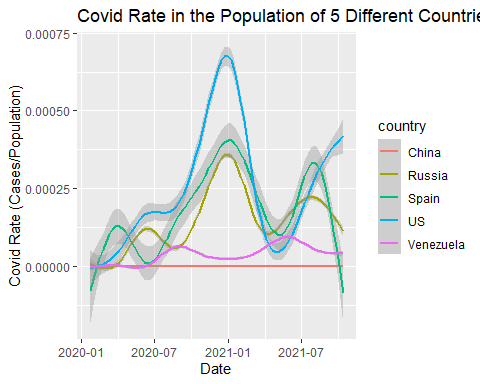 Covid Rate in the Population of 5 Different Countrie
0.00075
0.00050
0.00025
0.00000
Covid Rate (Cases/Population)
2020-01 2020-07 2021-01 2021-07
Date
country
China
Russia
Spain
US
Venezuela